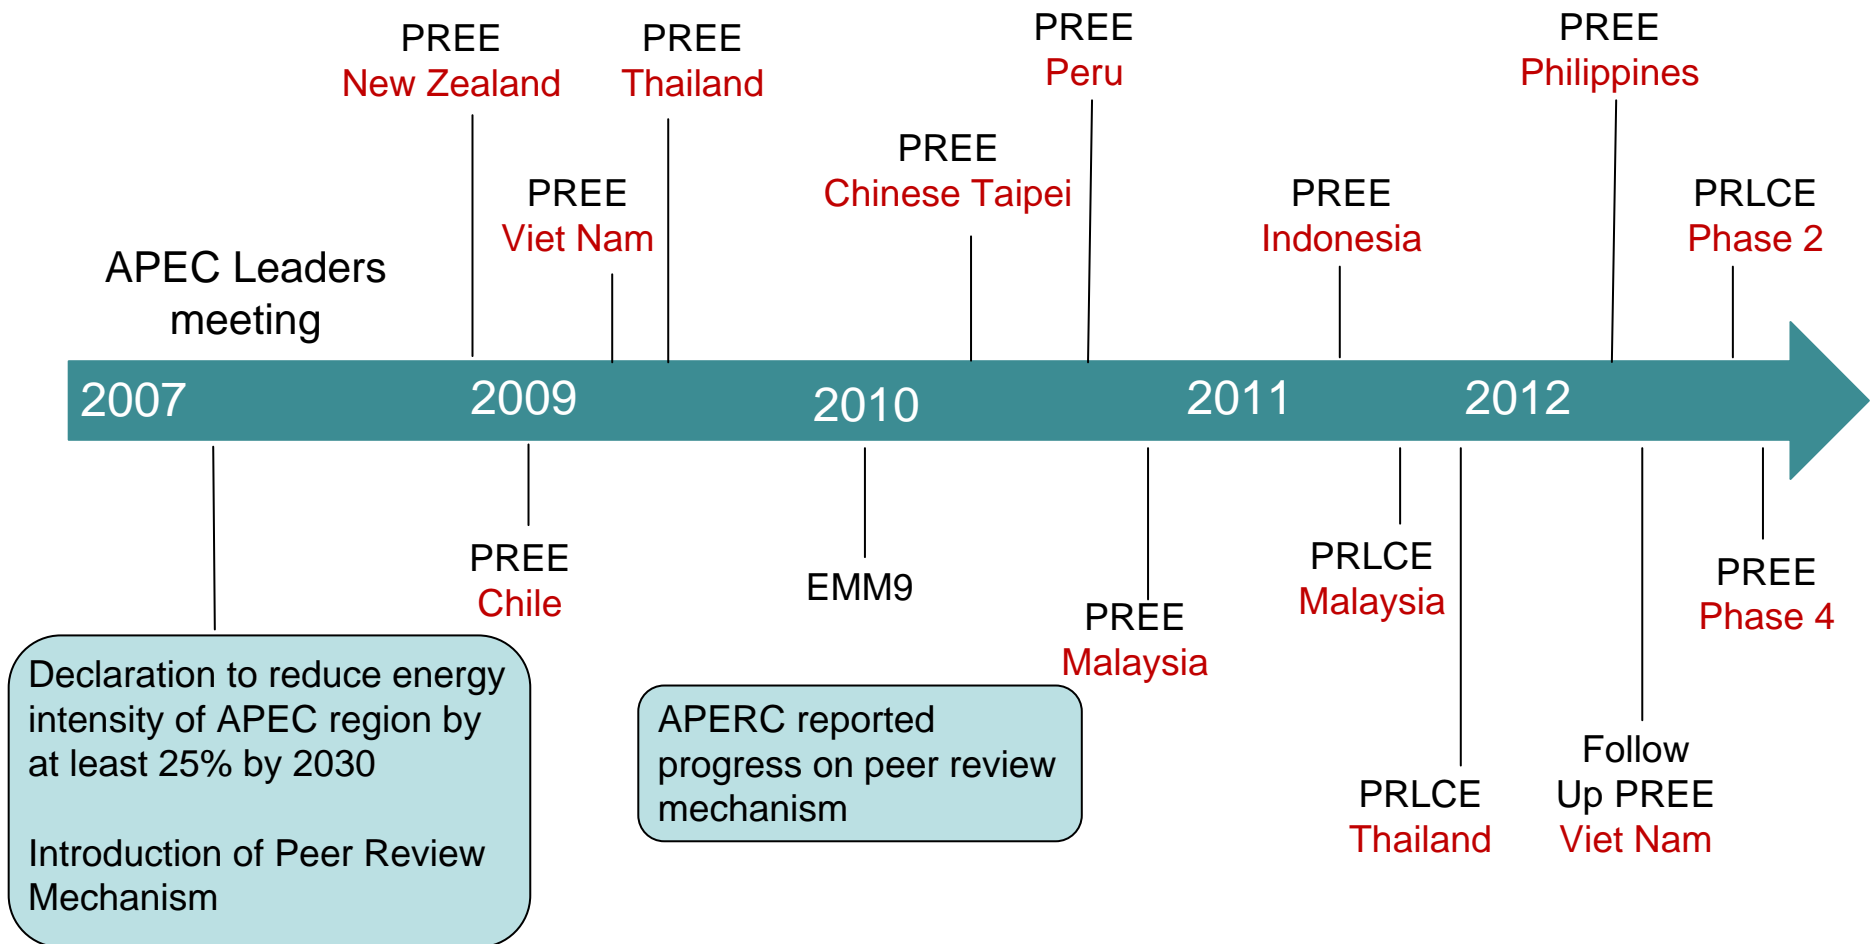 PREE
New Zealand
PREE
Thailand
PREE
Peru
PREE
Philippines
PREE
Viet Nam
PREE
Chinese Taipei
PREE
Indonesia
PRLCE
Phase 2
APEC Leaders
meeting
2007
2009
2010
2011
2012
PREE
Chile
EMM9
PREE
Malaysia
PRLCE
Malaysia
PREE
Phase 4
Declaration to reduce energy
intensity of APEC region by
at least 25% by 2030
Introduction of Peer Review
Mechanism
APERC reported
progress on peer review
mechanism
PRLCE
Thailand
Follow
Up PREE
Viet Nam